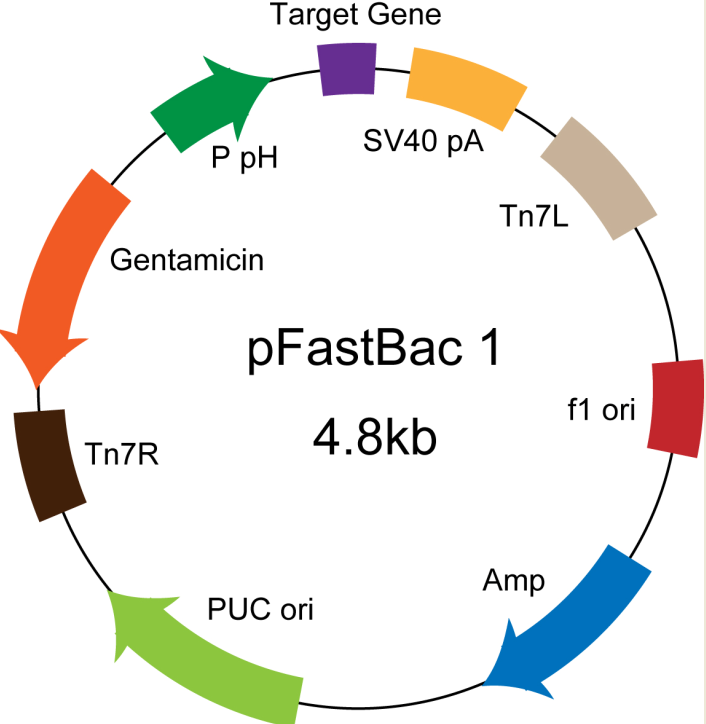 Target Gene
SV40 pA
P pH
Tn7L
Gentamicin
pFastBac 1
f1 ori
4.8kb
Tn7R
Amp
PUC ori